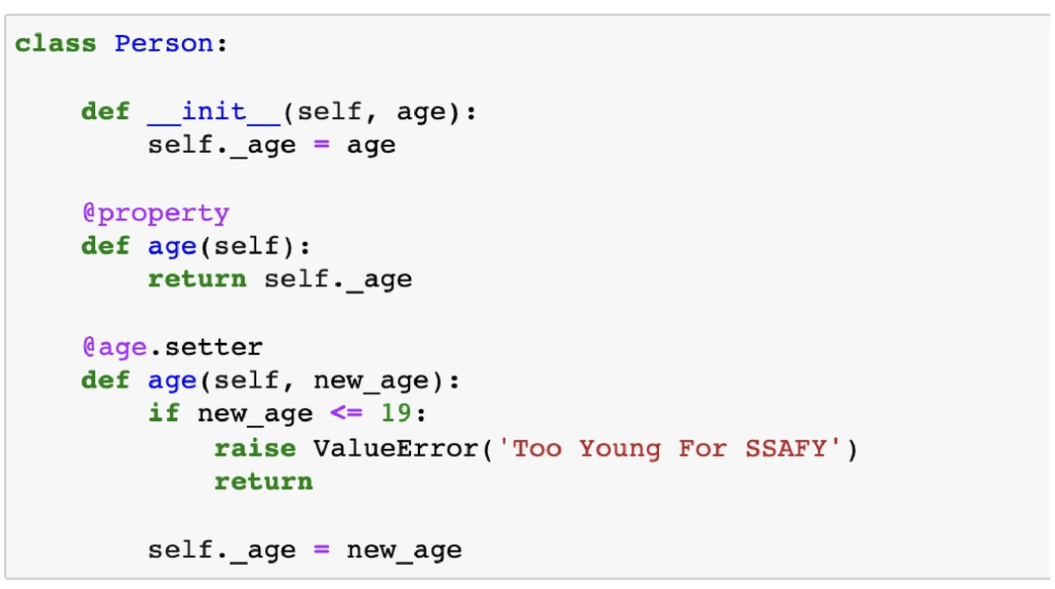 class Person:
    def __init__(self, age):
        self._age = age
    @property
    def age(self):
        return self._age
    @age.setter
    def age(self, new_age):
        if new_age <= 19:
            raise ValueError('Too Young For SSAFY')
            return
        self._age = new_age